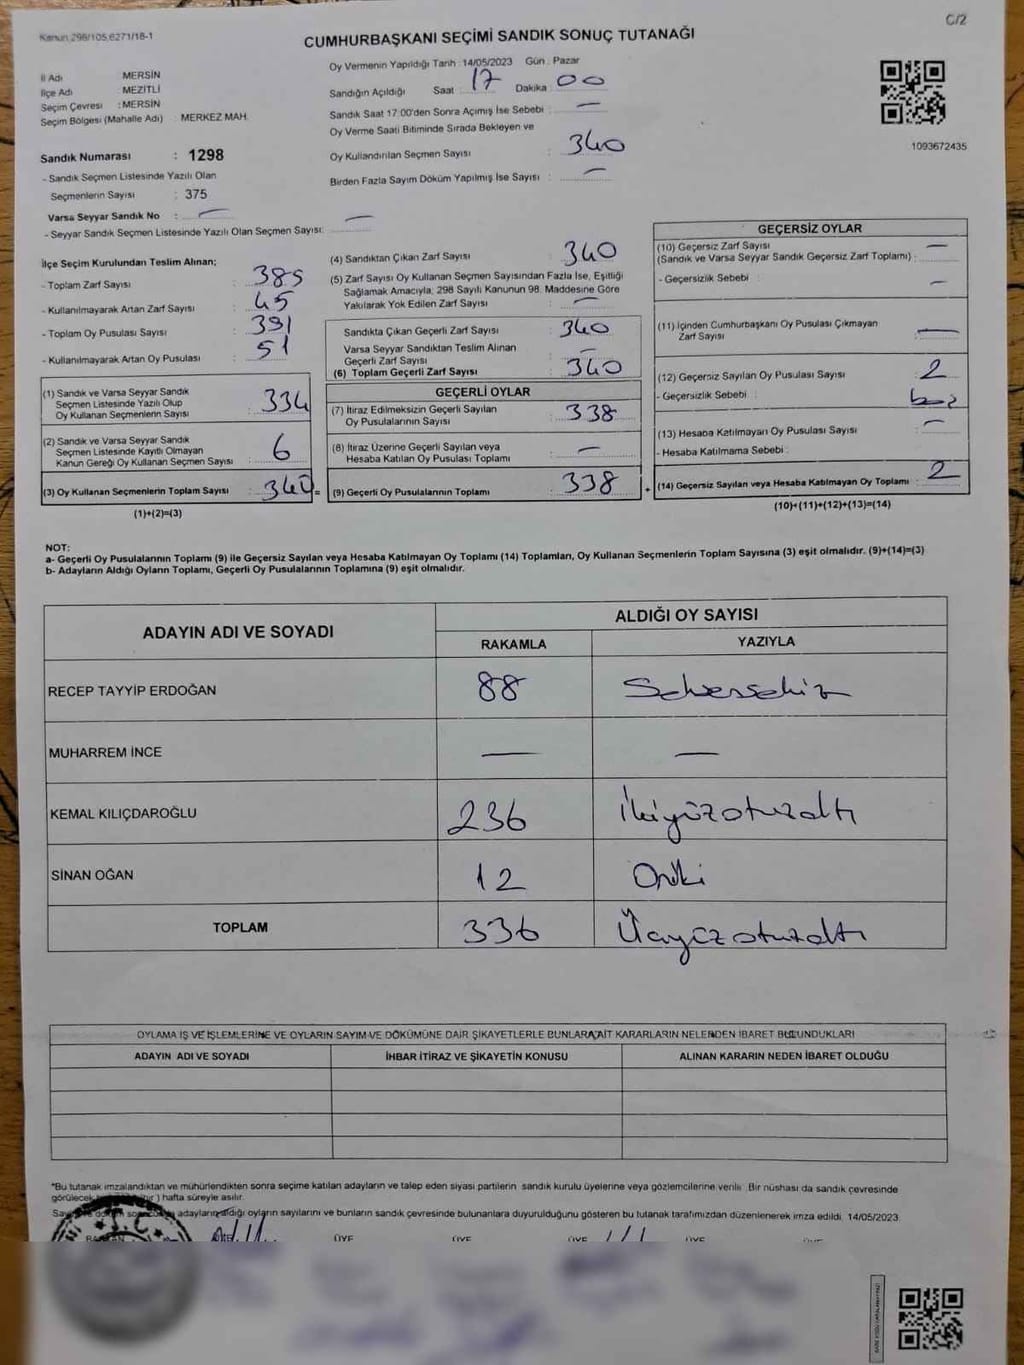 Kanun 298/105,6271/18-1
C/2
CUMHURBAŞKANI SEÇİMİ SANDIK SONUÇ TUTANAĞI
İl Adı MERSİN
İlçe Adı MEZİTLİ
Seçim Çevresi : MERSİN
Seçim Bölgesi (Mahalle Adı) MERKEZ MAH.
Sandık Numarası : 1298
- Sandık Seçmen Listesinde Yazılı Olan
Seçmenlerin Sayısı : 375
Varsa Seyyar Sandık No : —
- Seyyar Sandık Seçmen Listesinde Yazılı Olan Seçmen Sayısı: —
Oy Vermenin Yapıldığı Tarih : 14/05/2023 Gün : Pazar
Sandığın Açıldığı Saat 17 Dakika 00
Sandık Saat 17:00'den Sonra Açılmış İse Sebebi : —
Oy Verme Saati Bitiminde Sırada Bekleyen ve
Oy Kullandırılan Seçmen Sayısı : 340
Birden Fazla Sayım Döküm Yapılmış İse Sayısı : —
1093672435
İlçe Seçim Kurulundan Teslim Alınan;
- Toplam Zarf Sayısı : 385
- Kullanılmayarak Artan Zarf Sayısı : 45
- Toplam Oy Pusulası Sayısı : 391
- Kullanılmayarak Artan Oy Pusulası : 51
(1) Sandık ve Varsa Seyyar Sandık
Seçmen Listesinde Yazılı Olup
Oy Kullanan Seçmenlerin Sayısı : 334
(2) Sandık ve Varsa Seyyar Sandık
Seçmen Listesinde Kayıtlı Olmayan
Kanun Gereği Oy Kullanan Seçmen Sayısı : 6
(3) Oy Kullanan Seçmenlerin Toplam Sayısı : 340 =
(1)+(2)=(3)
(4) Sandıktan Çıkan Zarf Sayısı : 340
(5) Zarf Sayısı Oy Kullanan Seçmen Sayısından Fazla İse, Eşitliği
Sağlamak Amacıyla; 298 Sayılı Kanunun 98. Maddesine Göre
Yakılarak Yok Edilen Zarf Sayısı : —
Sandıkta Çıkan Geçerli Zarf Sayısı : 340
Varsa Seyyar Sandıktan Teslim Alınan
Geçerli Zarf Sayısı : —
(6) Toplam Geçerli Zarf Sayısı : 340
GEÇERLİ OYLAR
(7) İtiraz Edilmeksizin Geçerli Sayılan
Oy Pusulalarının Sayısı : 338
(8) İtiraz Üzerine Geçerli Sayılan veya
Hesaba Katılan Oy Pusulası Toplamı : —
(9) Geçerli Oy Pusulalarının Toplamı : 338 +
GEÇERSİZ OYLAR
(10) Geçersiz Zarf Sayısı —
(Sandık ve Varsa Seyyar Sandık Geçersiz Zarf Toplamı) :
- Geçersizlik Sebebi : —
(11) İçinden Cumhurbaşkanı Oy Pusulası Çıkmayan
Zarf Sayısı : —
(12) Geçersiz Sayılan Oy Pusulası Sayısı : 2
- Geçersizlik Sebebi :
(13) Hesaba Katılmayan Oy Pusulası Sayısı : —
- Hesaba Katılmama Sebebi :
(14) Geçersiz Sayılan veya Hesaba Katılmayan Oy Toplamı : 2
(10)+(11)+(12)+(13)=(14)
NOT:
a- Geçerli Oy Pusulalarının Toplamı (9) ile Geçersiz Sayılan veya Hesaba Katılmayan Oy Toplamı (14) Toplamları, Oy Kullanan Seçmenlerin Toplam Sayısına (3) eşit olmalıdır. (9)+(14)=(3)
b- Adayların Aldığı Oyların Toplamı, Geçerli Oy Pusulalarının Toplamına (9) eşit olmalıdır.
ADAYIN ADI VE SOYADI
ALDIĞI OY SAYISI
RAKAMLA YAZIYLA
RECEP TAYYİP ERDOĞAN 88 Seksensekiz
MUHARREM İNCE — —
KEMAL KILIÇDAROĞLU 236 İkiyüzotuzaltı
SİNAN OĞAN 12 Oniki
TOPLAM 336 Üçyüzotuzaltı
OYLAMA İŞ VE İŞLEMLERİNE VE OYLARIN SAYIM VE DÖKÜMÜNE DAİR ŞİKAYETLERLE BUNLARA AİT KARARLARIN NELERDEN İBARET BULUNDUKLARI
ADAYIN ADI VE SOYADI İHBAR İTİRAZ VE ŞİKAYETİN KONUSU ALINAN KARARIN NEDEN İBARET OLDUĞU
*Bu tutanak imzalandıktan ve mühürlendikten sonra seçime katılan adayların ve talep eden siyasi partilerin sandık kurulu üyelerine veya gözlemcilerine verilir. Bir nüshası da sandık çevresinde
görülecek ) hafta süreyle asılır.
adayların aldığı oyların sayılarını ve bunların sandık çevresinde bulunanlara duyurulduğunu gösteren bu tutanak tarafımızdan düzenlenerek imza edildi. 14/05/2023
T.C.
ÜYE ÜYE ÜYE ÜYE